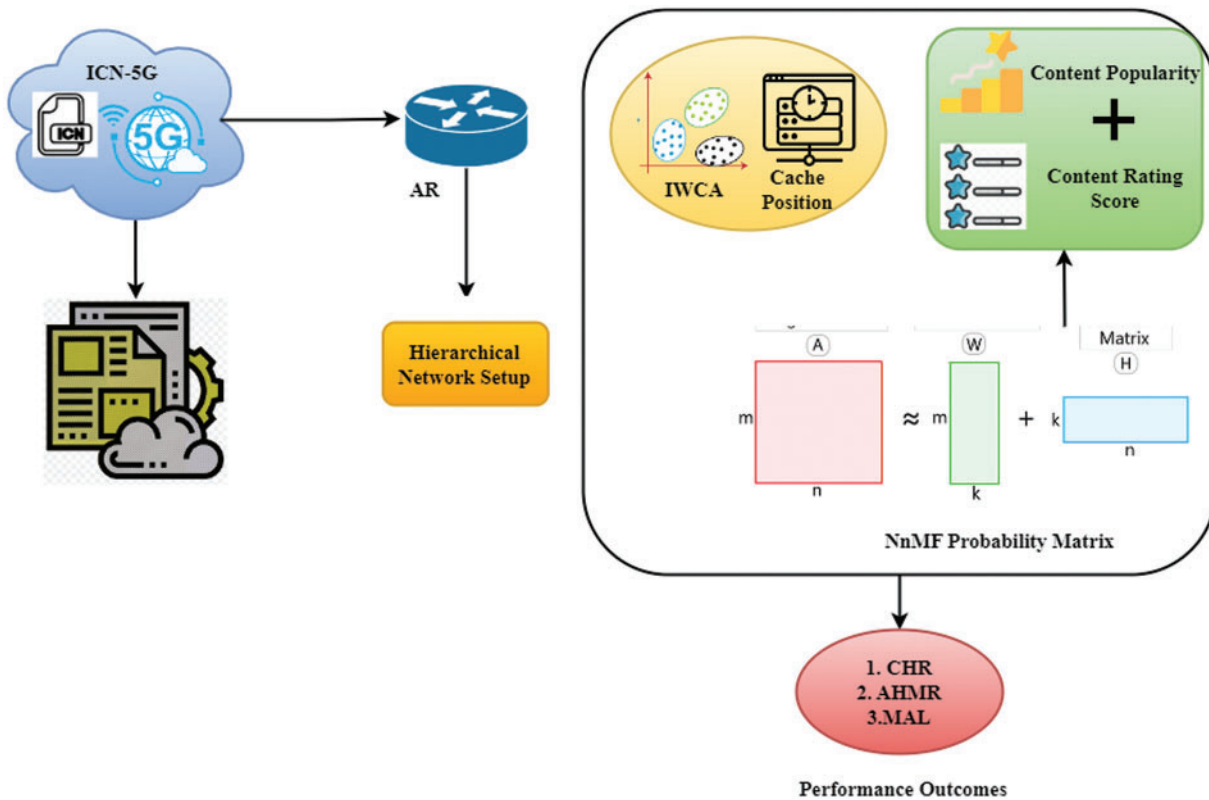 ICN-5G
ICN
5G
AR
Hierarchical
Network Setup
IWCA
Cache
Position
Content Popularity
+
Content Rating
Score
Matrix
A
W
H
m
n
≈
m
k
+
k
n
NnMF Probability Matrix
1. CHR
2. AHMR
3.MAL
Performance Outcomes